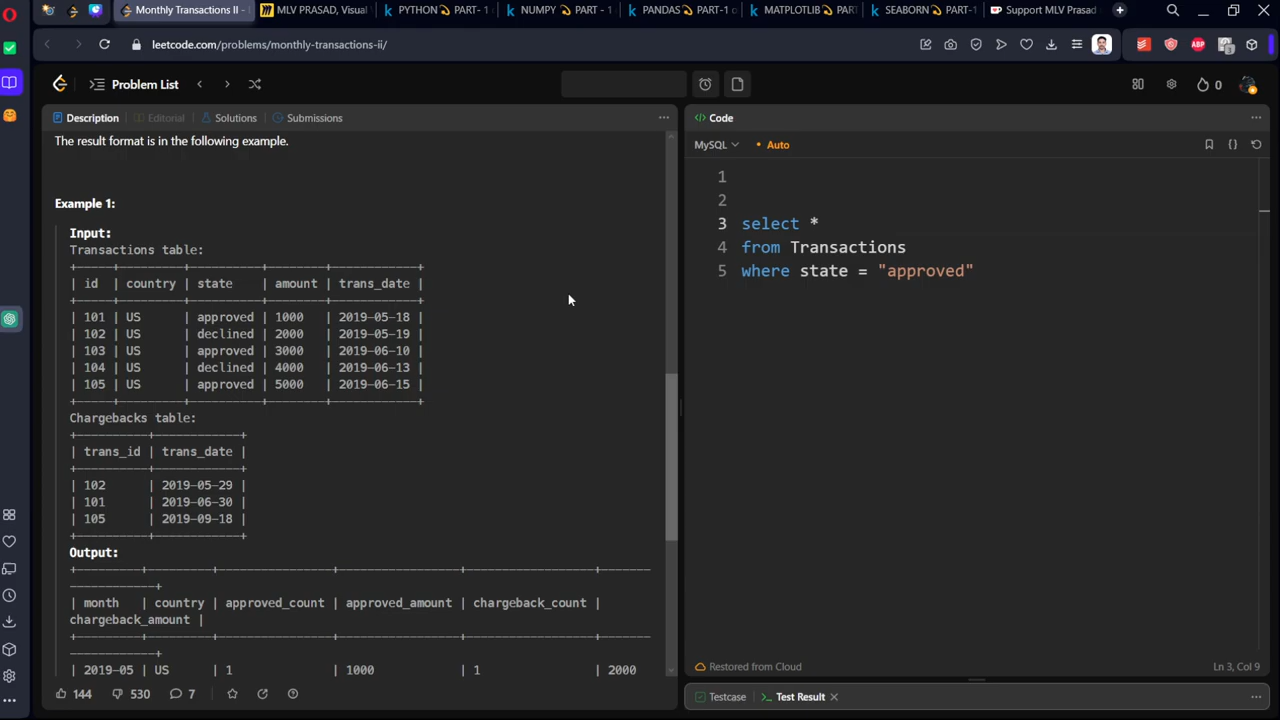 Monthly Transactions II -
MLV PRASAD, Visual
PYTHON PART- 1
NUMPY PART - 1
PANDAS PART-1 o
MATPLOTLIB PART
SEABORN PART-1
Support MLV Prasad
leetcode.com/problems/monthly-transactions-ii/
ABP
Problem List
0
Description
Editorial
Solutions
Submissions
The result format is in the following example.
Example 1:
Input:
Transactions table:
+-----+---------+----------+--------+------------+
| id | country | state | amount | trans_date |
+-----+---------+----------+--------+------------+
| 101 | US | approved | 1000 | 2019-05-18 |
| 102 | US | declined | 2000 | 2019-05-19 |
| 103 | US | approved | 3000 | 2019-06-10 |
| 104 | US | declined | 4000 | 2019-06-13 |
| 105 | US | approved | 5000 | 2019-06-15 |
+-----+---------+----------+--------+------------+
Chargebacks table:
+----------+------------+
| trans_id | trans_date |
+----------+------------+
| 102 | 2019-05-29 |
| 101 | 2019-06-30 |
| 105 | 2019-09-18 |
+----------+------------+
Output:
+---------+---------+----------------+-----------------+------------------+-------
-------------+
| month | country | approved_count | approved_amount | chargeback_count |
chargeback_amount |
+---------+---------+----------------+-----------------+------------------+-------
-------------+
| 2019-05 | US | 1 | 1000 | 1 | 2000
144
530
7
Code
MySQL
Auto
1
2
3 select *
4 from Transactions
5 where state = "approved"
Restored from Cloud
Ln 3, Col 9
Testcase
Test Result